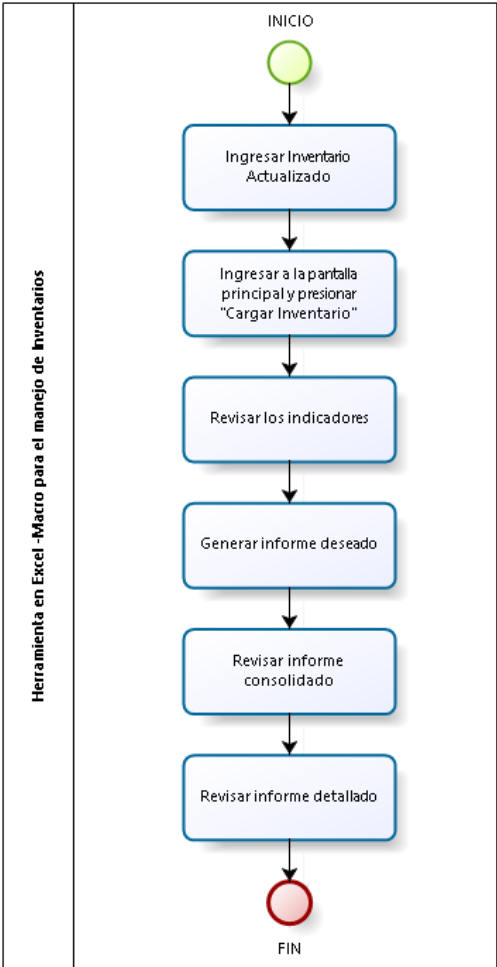 Herramienta en Excel -Macro para el manejo de Inventarios
INICIO
Ingresar Inventario
Actualizado
Ingresar a la pantalla
principal y presionar
"Cargar Inventario"
Revisar los indicadores
Generar informe deseado
Revisar informe
consolidado
Revisar informe detallado
FIN